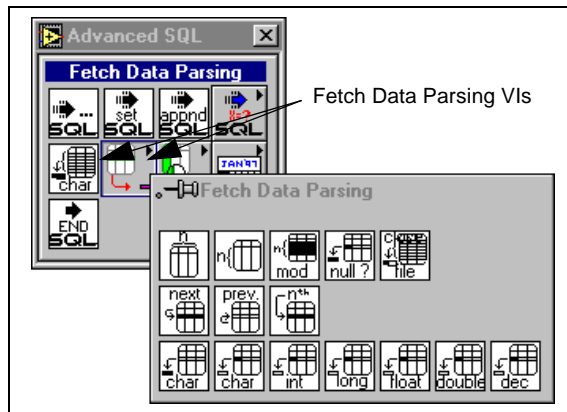 Advanced SQL
Fetch Data Parsing
Fetch Data Parsing VIs
... SQL
set SQL
appnd SQL
X=? SQL
char
JAN 97
END SQL
Fetch Data Parsing
n
n{
n{ mod
null ?
file
next
prev.
nth
char
char
int
long
float
double
dec